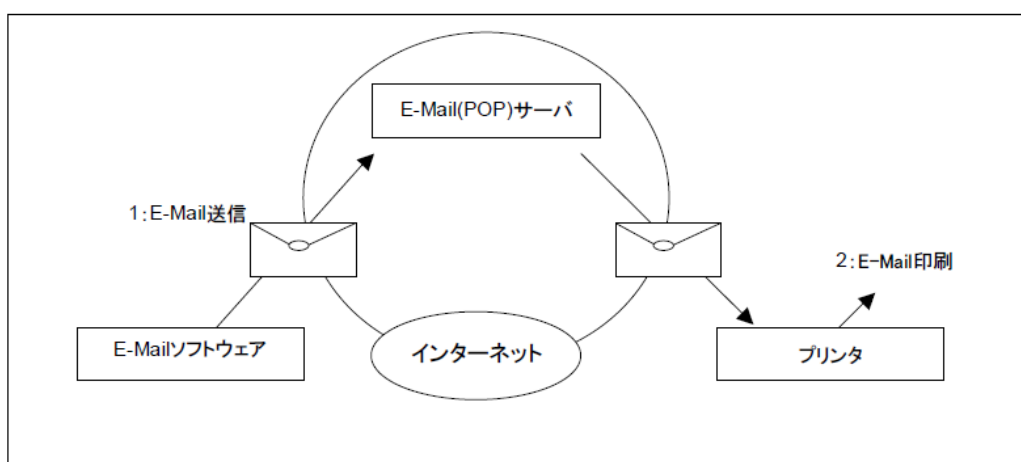 E-Mail(POP)サーバ
1:E-Mail送信
2:E-Mail印刷
E-Mailソフトウェア
インターネット
プリンタ